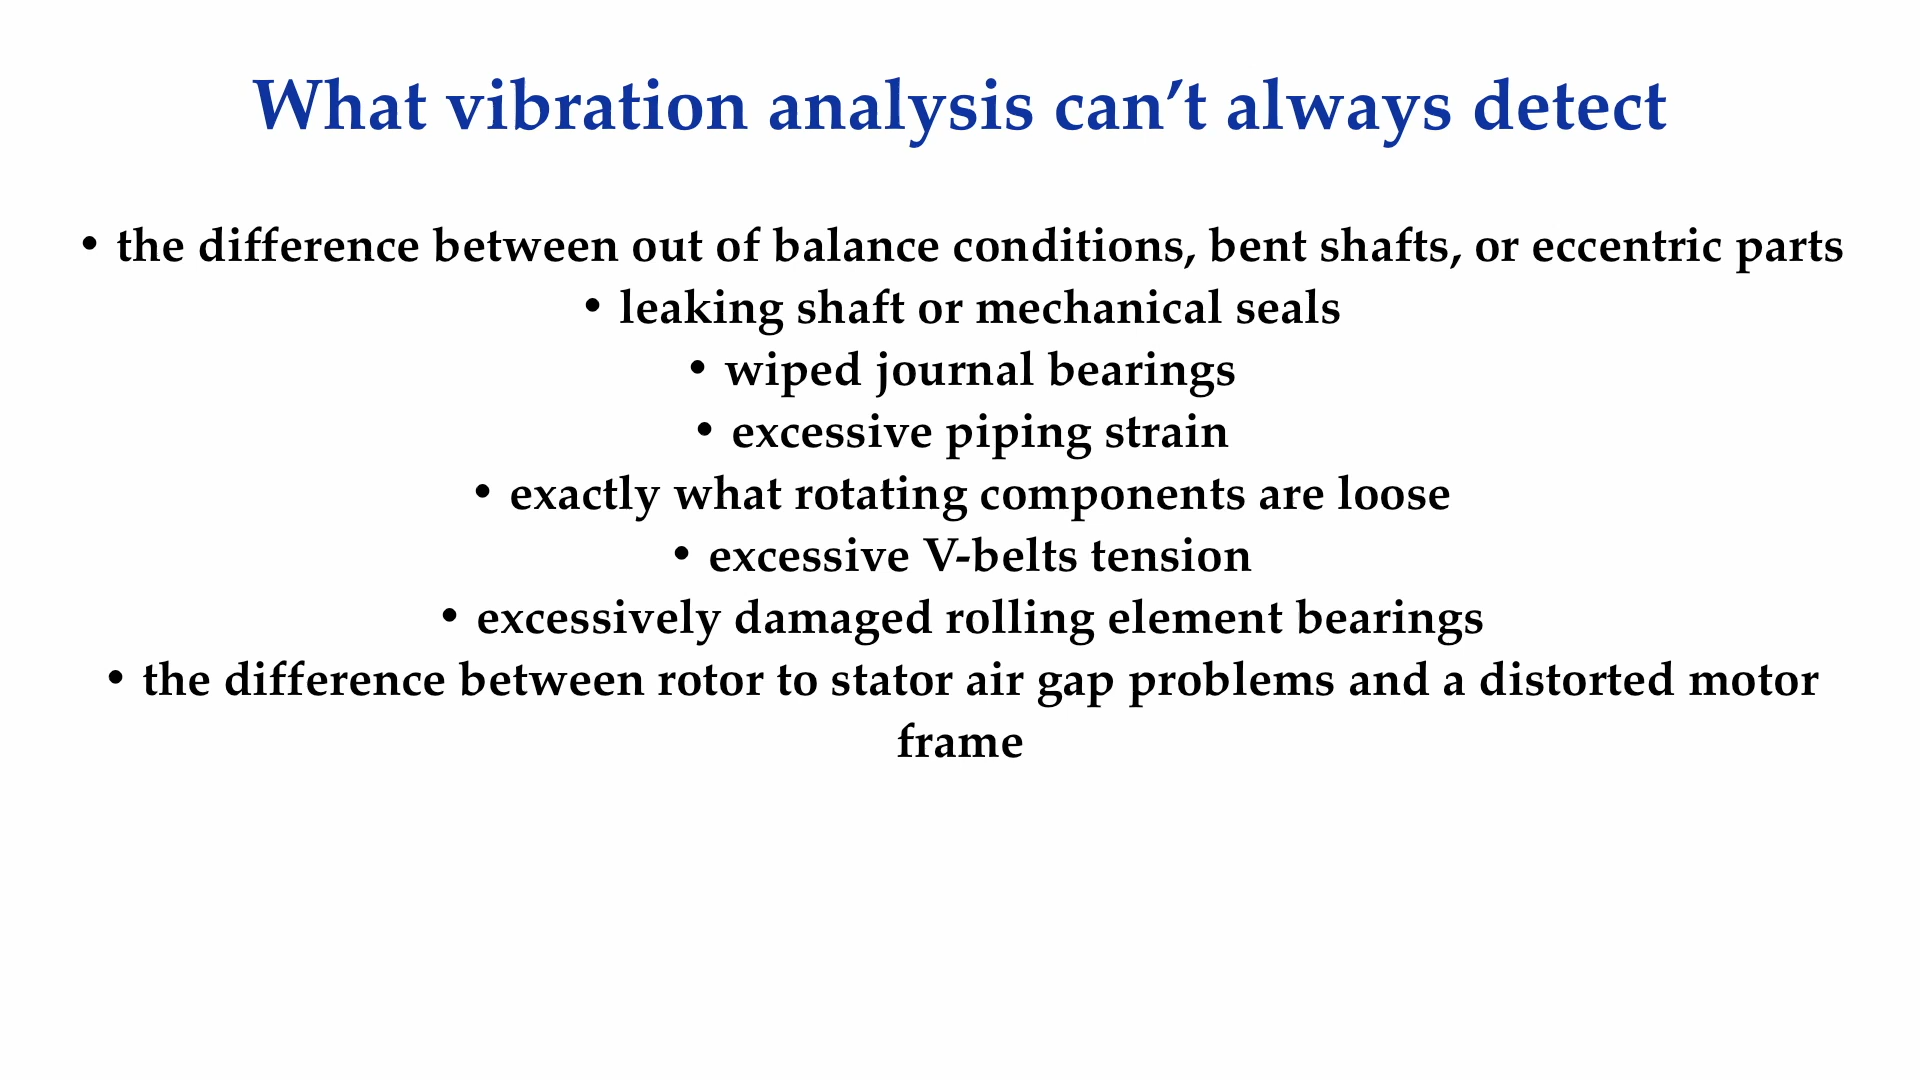 What vibration analysis can’t always detect
• the difference between out of balance conditions, bent shafts, or eccentric parts
• leaking shaft or mechanical seals
• wiped journal bearings
• excessive piping strain
• exactly what rotating components are loose
• excessive V-belts tension
• excessively damaged rolling element bearings
• the difference between rotor to stator air gap problems and a distorted motor
frame